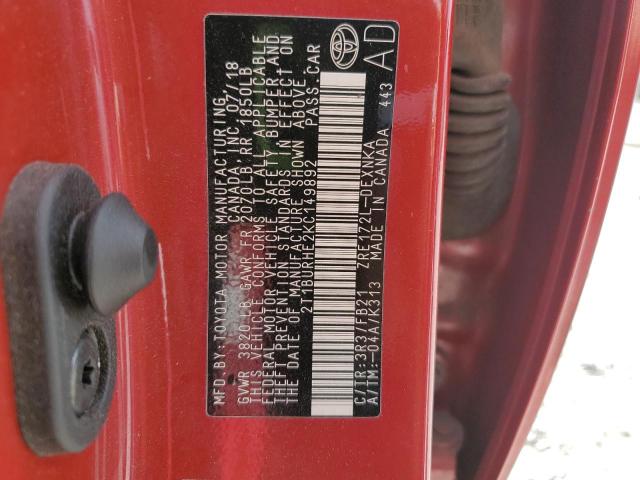 MFD. BY: TOYOTA MOTOR MANUFACTURING,
CANADA, INC. 07/18
GVWR 3820 LB GAWR FR 2070LB RR 1850LB
THIS VEHICLE CONFORMS TO ALL APPLICABLE
FEDERAL MOTOR VEHICLE SAFETY BUMPER AND
THEFT PREVENTION STANDARDS IN EFFECT ON
THE DATE OF MANUFACTURE SHOWN ABOVE.
2T1BURHE2KC149892 PASS. CAR
C/TR:3R3/FB21 ZRE172L-DEXNKA
A/TM:-04A/K313 MADE IN CANADA 443
AD